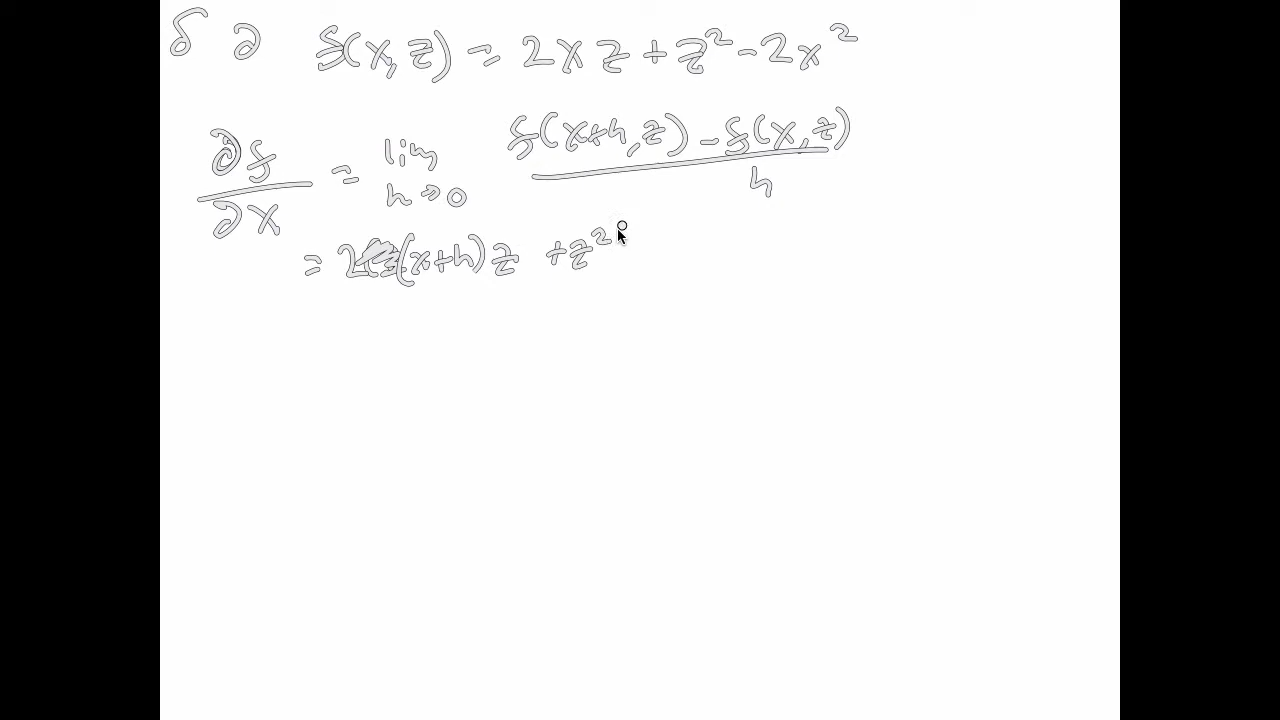 δ ∂ f(x,z) = 2xz + z² - 2x²
∂f/∂x = lim h→0 (f(x+h,z) - f(x,z))/h
= 2(x+h)z + z²